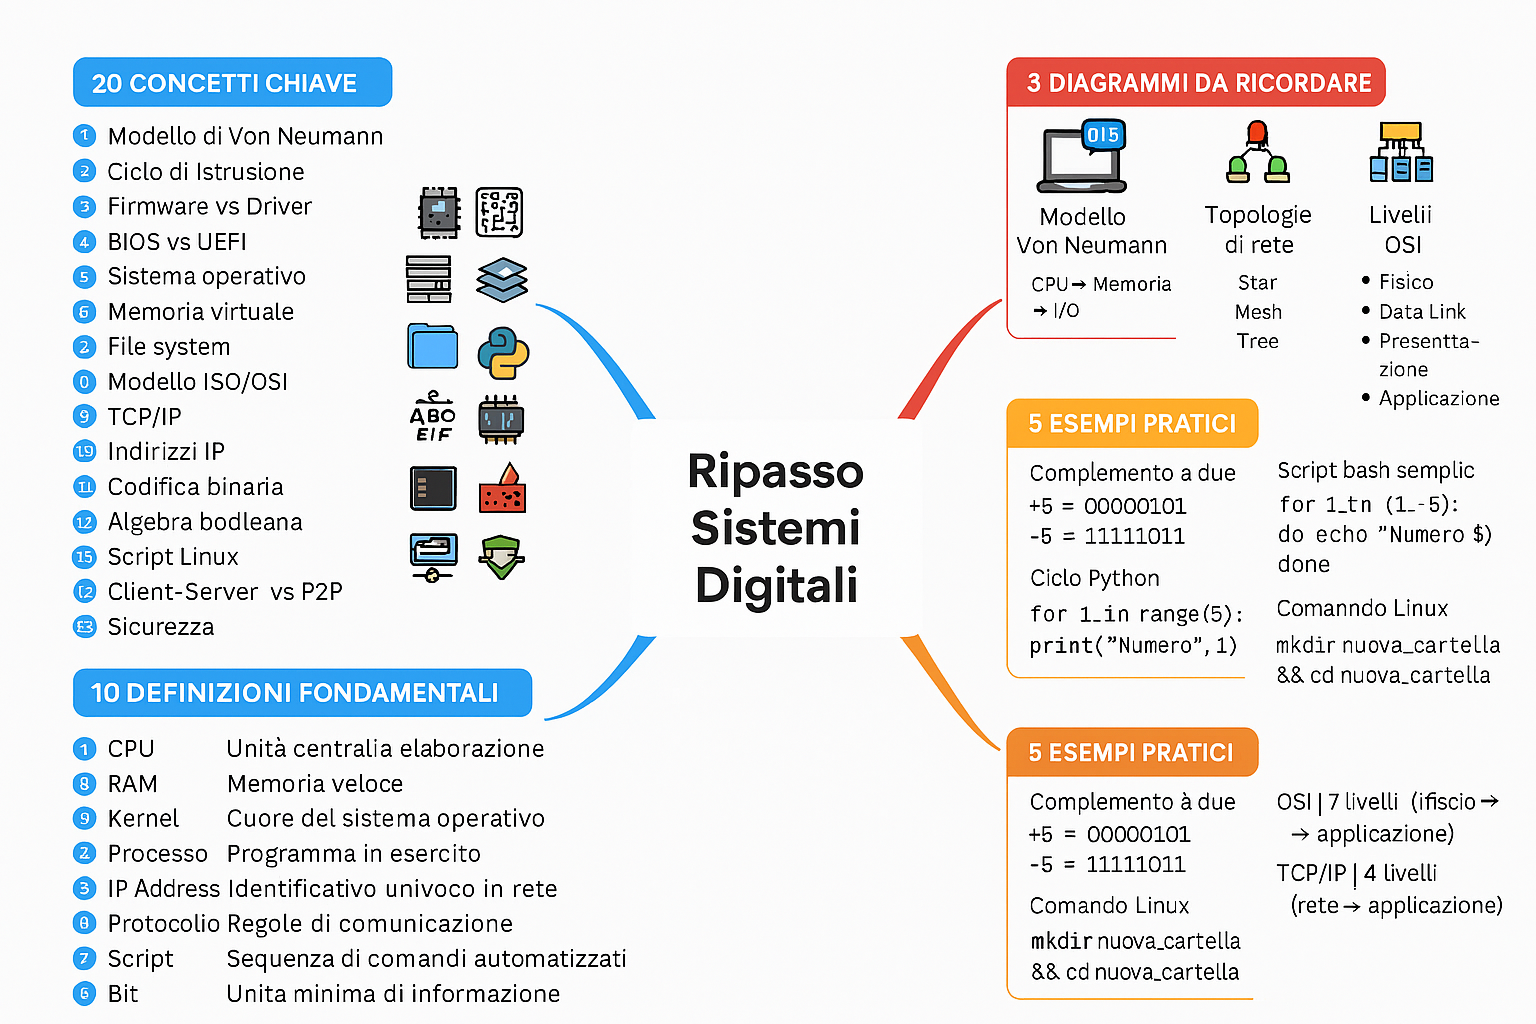 20 CONCETTI CHIAVE
1 Modello di Von Neumann
2 Ciclo di Istrusione
3 Firmware vs Driver
4 BIOS vs UEFI
5 Sistema operativo
6 Memoria virtuale
2 File system
0 Modello ISO/OSI
9 TCP/IP
19 Indirizzi IP
11 Codifica binaria
12 Algebra bodleana
15 Script Linux
12 Client-Server vs P2P
Sicurezza
ABO
EIF
10 DEFINIZIONI FONDAMENTALI
1 CPU Unità centralia elaborazione
8 RAM Memoria veloce
9 Kernel Cuore del sistema operativo
2 Processo Programma in esercito
3 IP Address Identificativo univoco in rete
0 Protocolio Regole di comunicazione
7 Script Sequenza di comandi automatizzati
6 Bit Unita minima di informazione
Ripasso
Sistemi
Digitali
3 DIAGRAMMI DA RICORDARE
015
Modello
Von Neumann
CPU→ Memoria
→ I/O
Topologie
di rete
Star
Mesh
Tree
Livelii
OSI
• Fisico
• Data Link
• Presentta-
zione
• Applicazione
5 ESEMPI PRATICI
Complemento a due
+5 = 00000101
-5 = 11111011
Ciclo Python
for 1_in range(5):
print("Numero", 1)
Script bash semplic
for 1_tn (1..-5):
do echo "Numero $)
done
Comanndo Linux
mkdir nuova_cartella
&& cd nuova_cartella
5 ESEMPI PRATICI
Complemento à due
+5 = 00000101
-5 = 11111011
Comando Linux
mkdir nuova_cartella
&& cd nuova_cartella
OSI | 7 livelli (ifiscio →
→ applicazione)
TCP/IP | 4 livelli
(rete → applicazione)